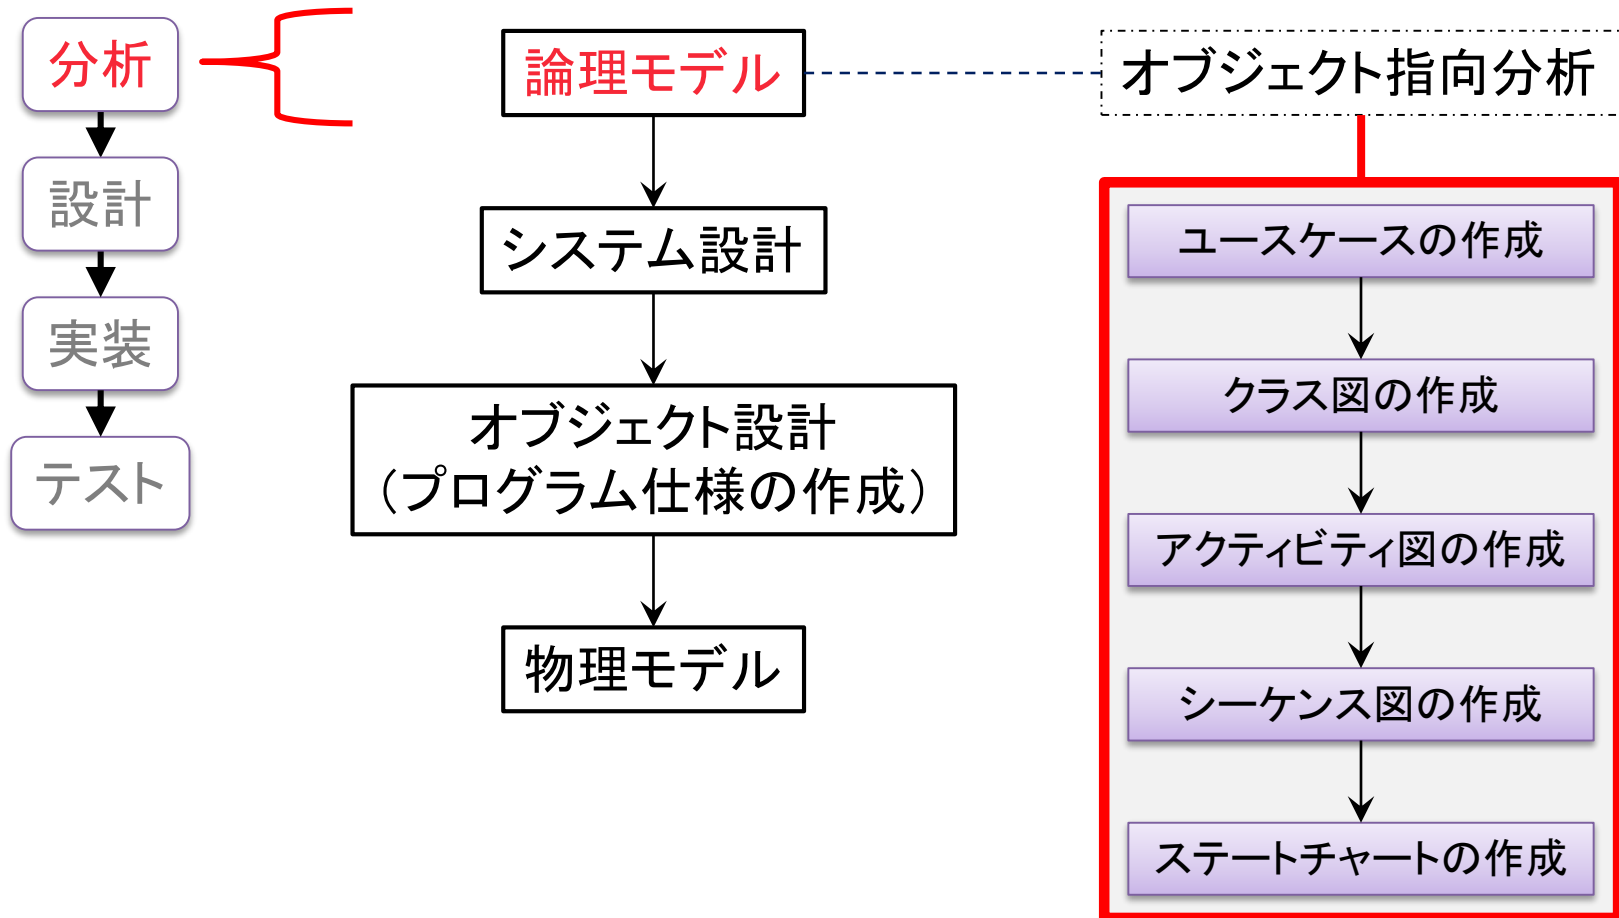 分析
設計
実装
テスト
論理モデル
システム設計
オブジェクト設計
（プログラム仕様の作成）
物理モデル
オブジェクト指向分析
ユースケースの作成
クラス図の作成
アクティビティ図の作成
シーケンス図の作成
ステートチャートの作成